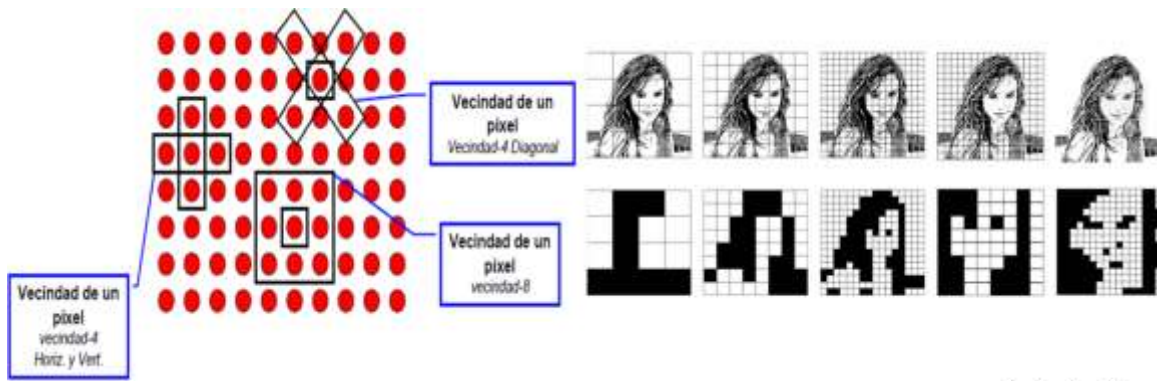 Vecindad de un
pixel
Vecindad-4 Diagonal
Vecindad de un
pixel
vecindad-8
Vecindad de un
pixel
vecindad-4
Horiz. y Vert.